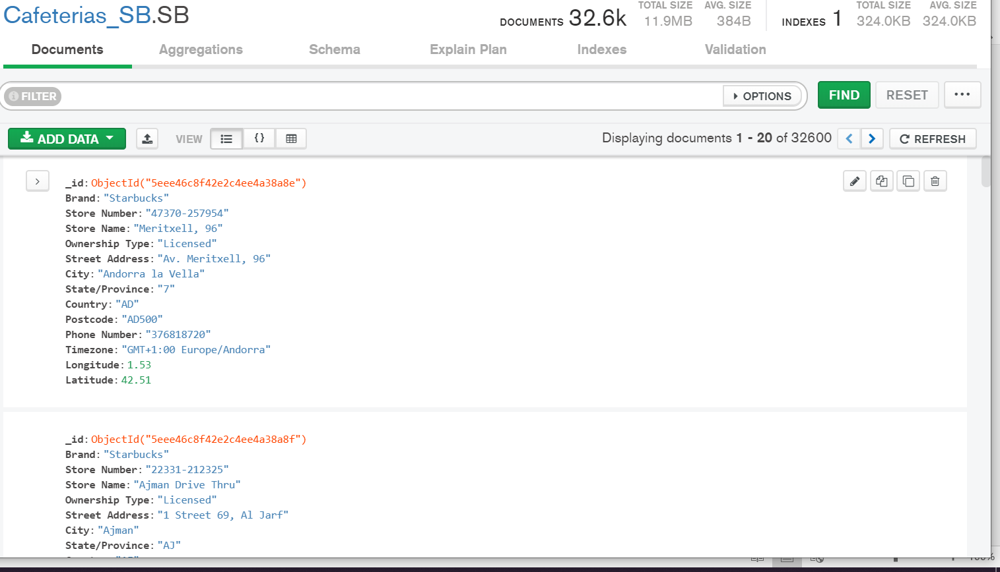 Cafeterias_SB.SB
DOCUMENTS 32.6k
TOTAL SIZE 11.9MB
AVG. SIZE 384B
INDEXES 1
TOTAL SIZE 324.0KB
AVG. SIZE 324.0KB
Documents Aggregations Schema Explain Plan Indexes Validation
FILTER OPTIONS FIND RESET ...
ADD DATA VIEW {} Displaying documents 1 - 20 of 32600 REFRESH
_id: ObjectId("5eee46c8f42e2c4ee4a38a8e")
Brand: "Starbucks"
Store Number: "47370-257954"
Store Name: "Meritxell, 96"
Ownership Type: "Licensed"
Street Address: "Av. Meritxell, 96"
City: "Andorra la Vella"
State/Province: "7"
Country: "AD"
Postcode: "AD500"
Phone Number: "376818720"
Timezone: "GMT+1:00 Europe/Andorra"
Longitude: 1.53
Latitude: 42.51
_id: ObjectId("5eee46c8f42e2c4ee4a38a8f")
Brand: "Starbucks"
Store Number: "22331-212325"
Store Name: "Ajman Drive Thru"
Ownership Type: "Licensed"
Street Address: "1 Street 69, Al Jarf"
City: "Ajman"
State/Province: "AJ"